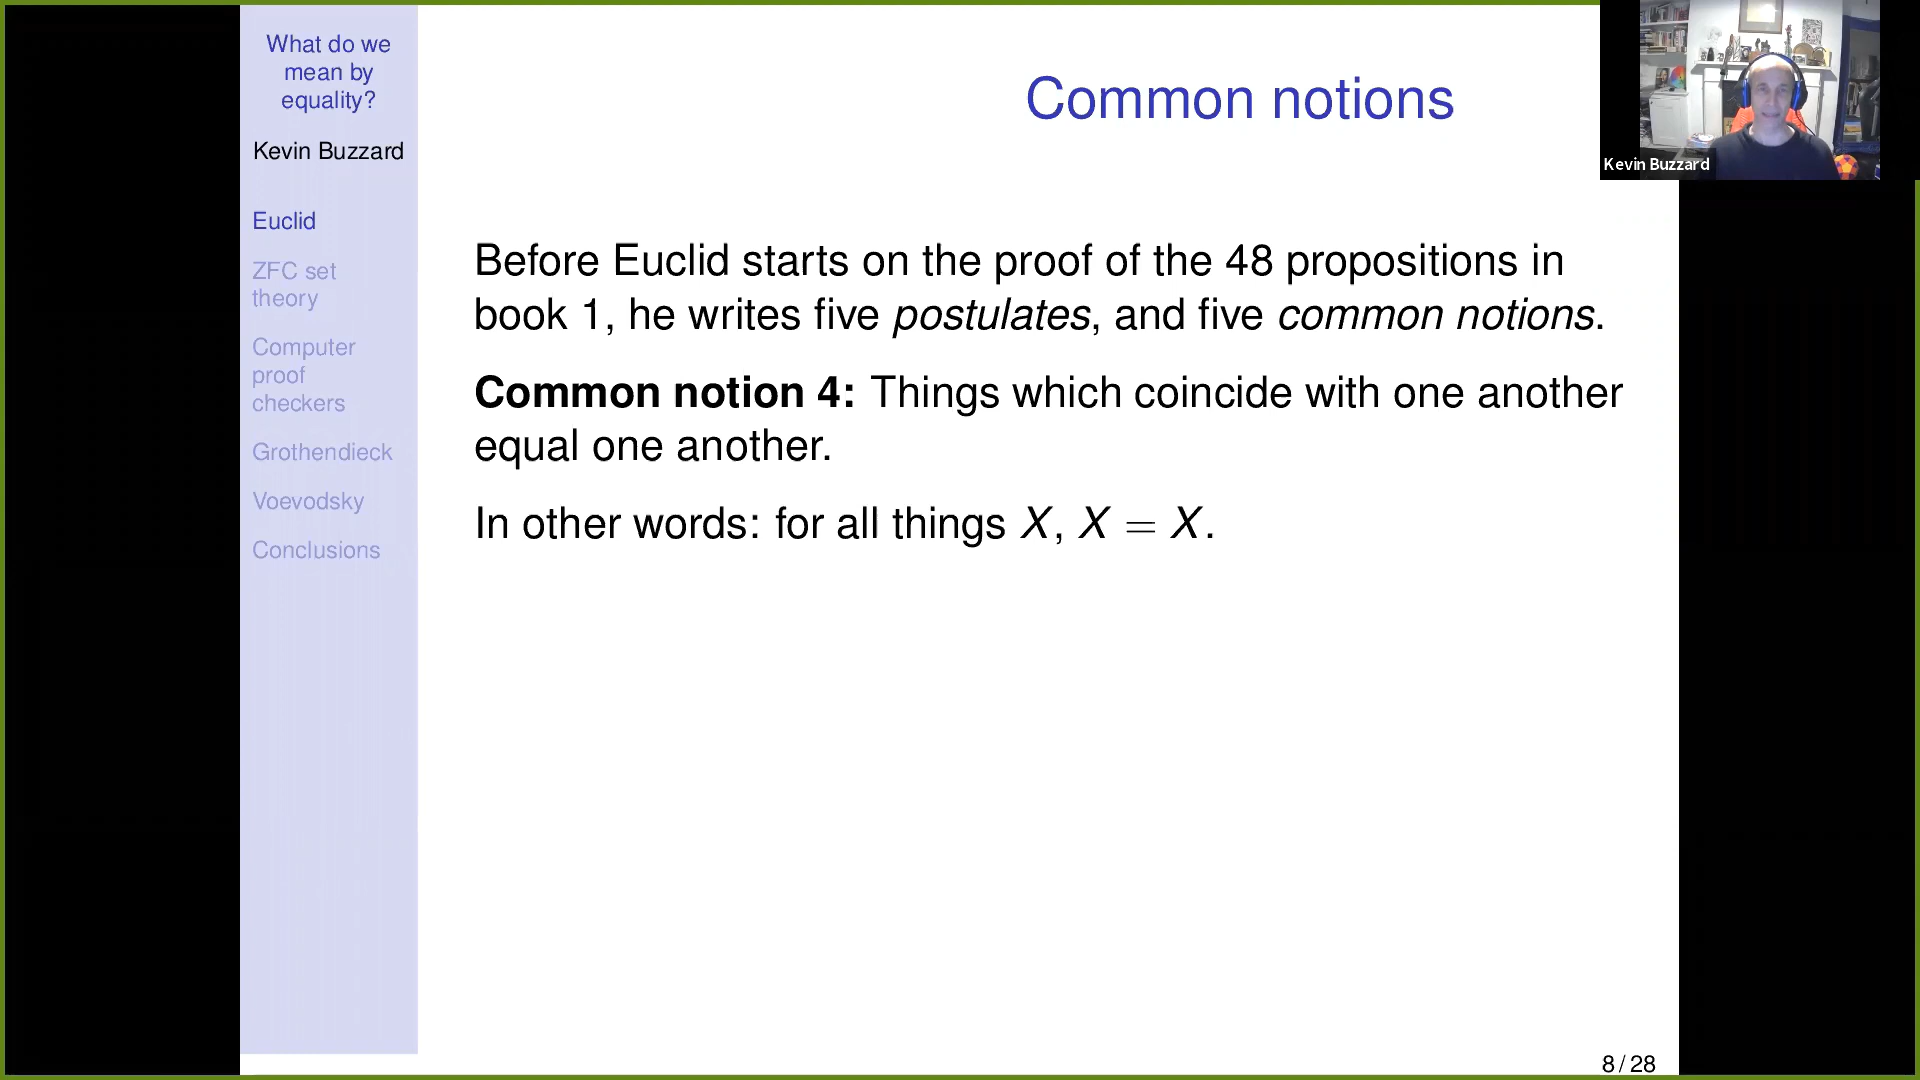 What do we
mean by
equality?
Kevin Buzzard
Euclid
ZFC set
theory
Computer
proof
checkers
Grothendieck
Voevodsky
Conclusions
Common notions
Before Euclid starts on the proof of the 48 propositions in
book 1, he writes five postulates, and five common notions.
Common notion 4: Things which coincide with one another
equal one another.
In other words: for all things X, X = X.
8 / 28
Kevin Buzzard